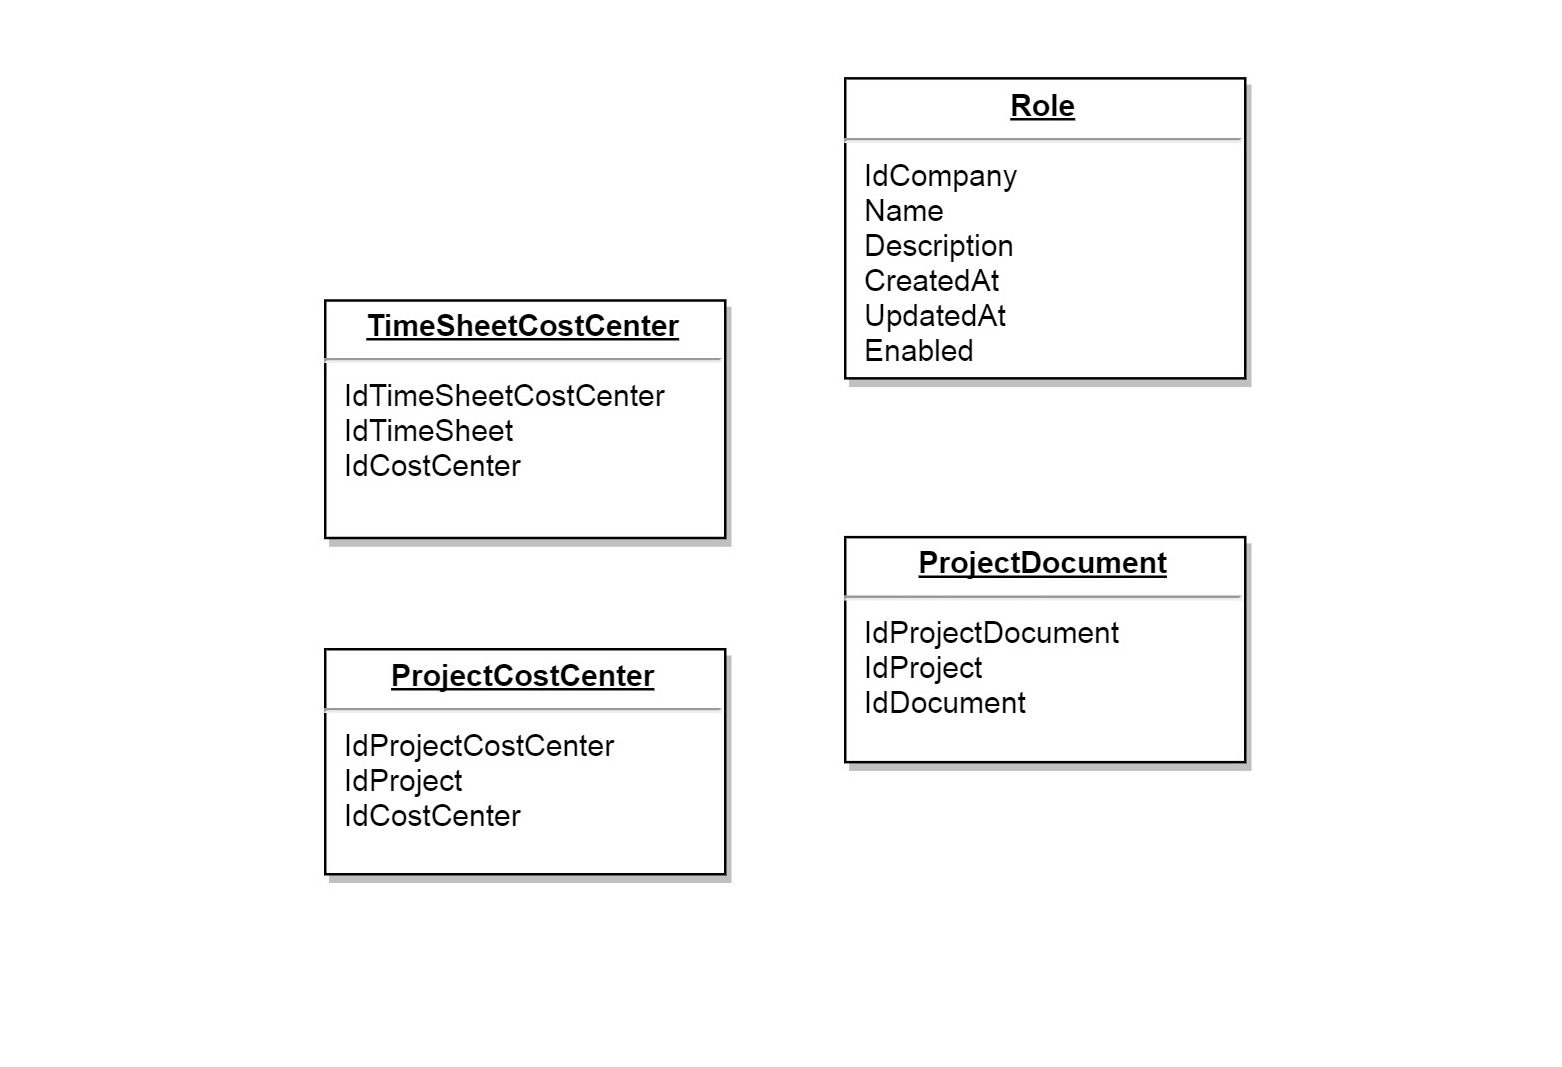 Role
IdCompany
Name
Description
CreatedAt
UpdatedAt
Enabled
TimeSheetCostCenter
IdTimeSheetCostCenter
IdTimeSheet
IdCostCenter
ProjectDocument
IdProjectDocument
IdProject
IdDocument
ProjectCostCenter
IdProjectCostCenter
IdProject
IdCostCenter